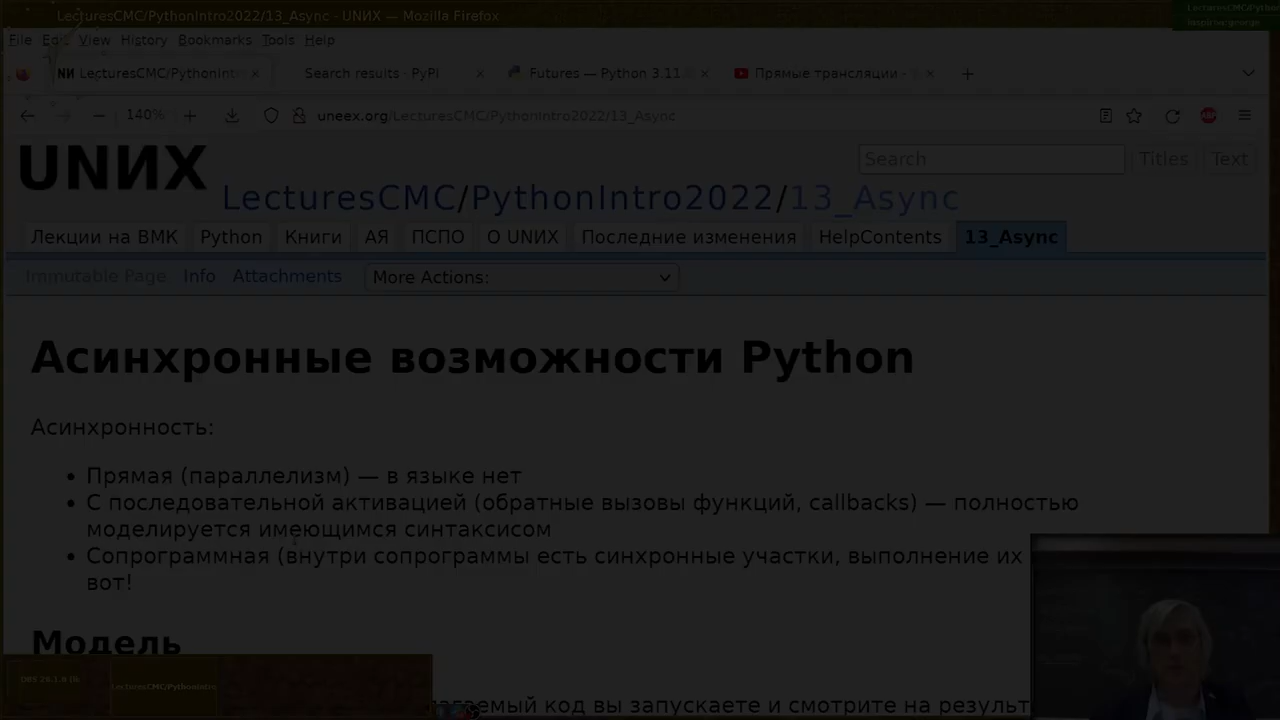 LecturesCMC/PythonIntro2022/13_Async - UNИX — Mozilla Firefox
File Edit View History Bookmarks Tools Help
LecturesCMC/PythonIntro
Search results · PyPI
Futures — Python 3.11
Прямые трансляции -
140%
uneex.org/LecturesCMC/PythonIntro2022/13_Async
UNИX
LecturesCMC/PythonIntro2022/13_Async
Search
Titles
Text
Лекции на ВМК Python Книги АЯ ПСПО О UNИX Последние изменения HelpContents 13_Async
Immutable Page Info Attachments More Actions:
Асинхронные возможности Python
Асинхронность:
• Прямая (параллелизм) — в языке нет
• С последовательной активацией (обратные вызовы функций, callbacks) — полностью
моделируется имеющимся синтаксисом
• Сопрограммная (внутри сопрограммы есть синхронные участки, выполнение их
вот!
Модель
код вы запускаете и смотрите на
LecturesCMC/PythonIntro